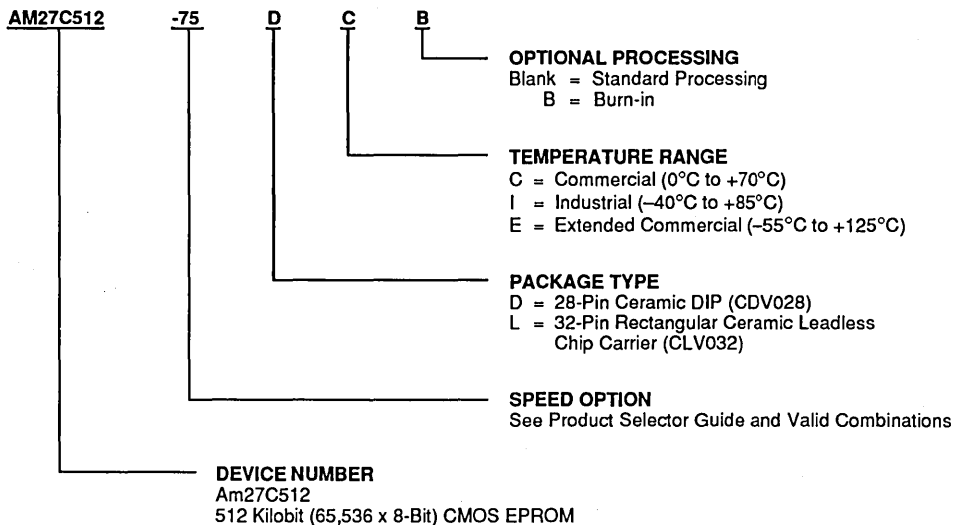 AM27C512 -75 D C B
OPTIONAL PROCESSING
Blank = Standard Processing
B = Burn-in
TEMPERATURE RANGE
C = Commercial (0°C to +70°C)
I = Industrial (–40°C to +85°C)
E = Extended Commercial (–55°C to +125°C)
PACKAGE TYPE
D = 28-Pin Ceramic DIP (CDV028)
L = 32-Pin Rectangular Ceramic Leadless
Chip Carrier (CLV032)
SPEED OPTION
See Product Selector Guide and Valid Combinations
DEVICE NUMBER
Am27C512
512 Kilobit (65,536 x 8-Bit) CMOS EPROM